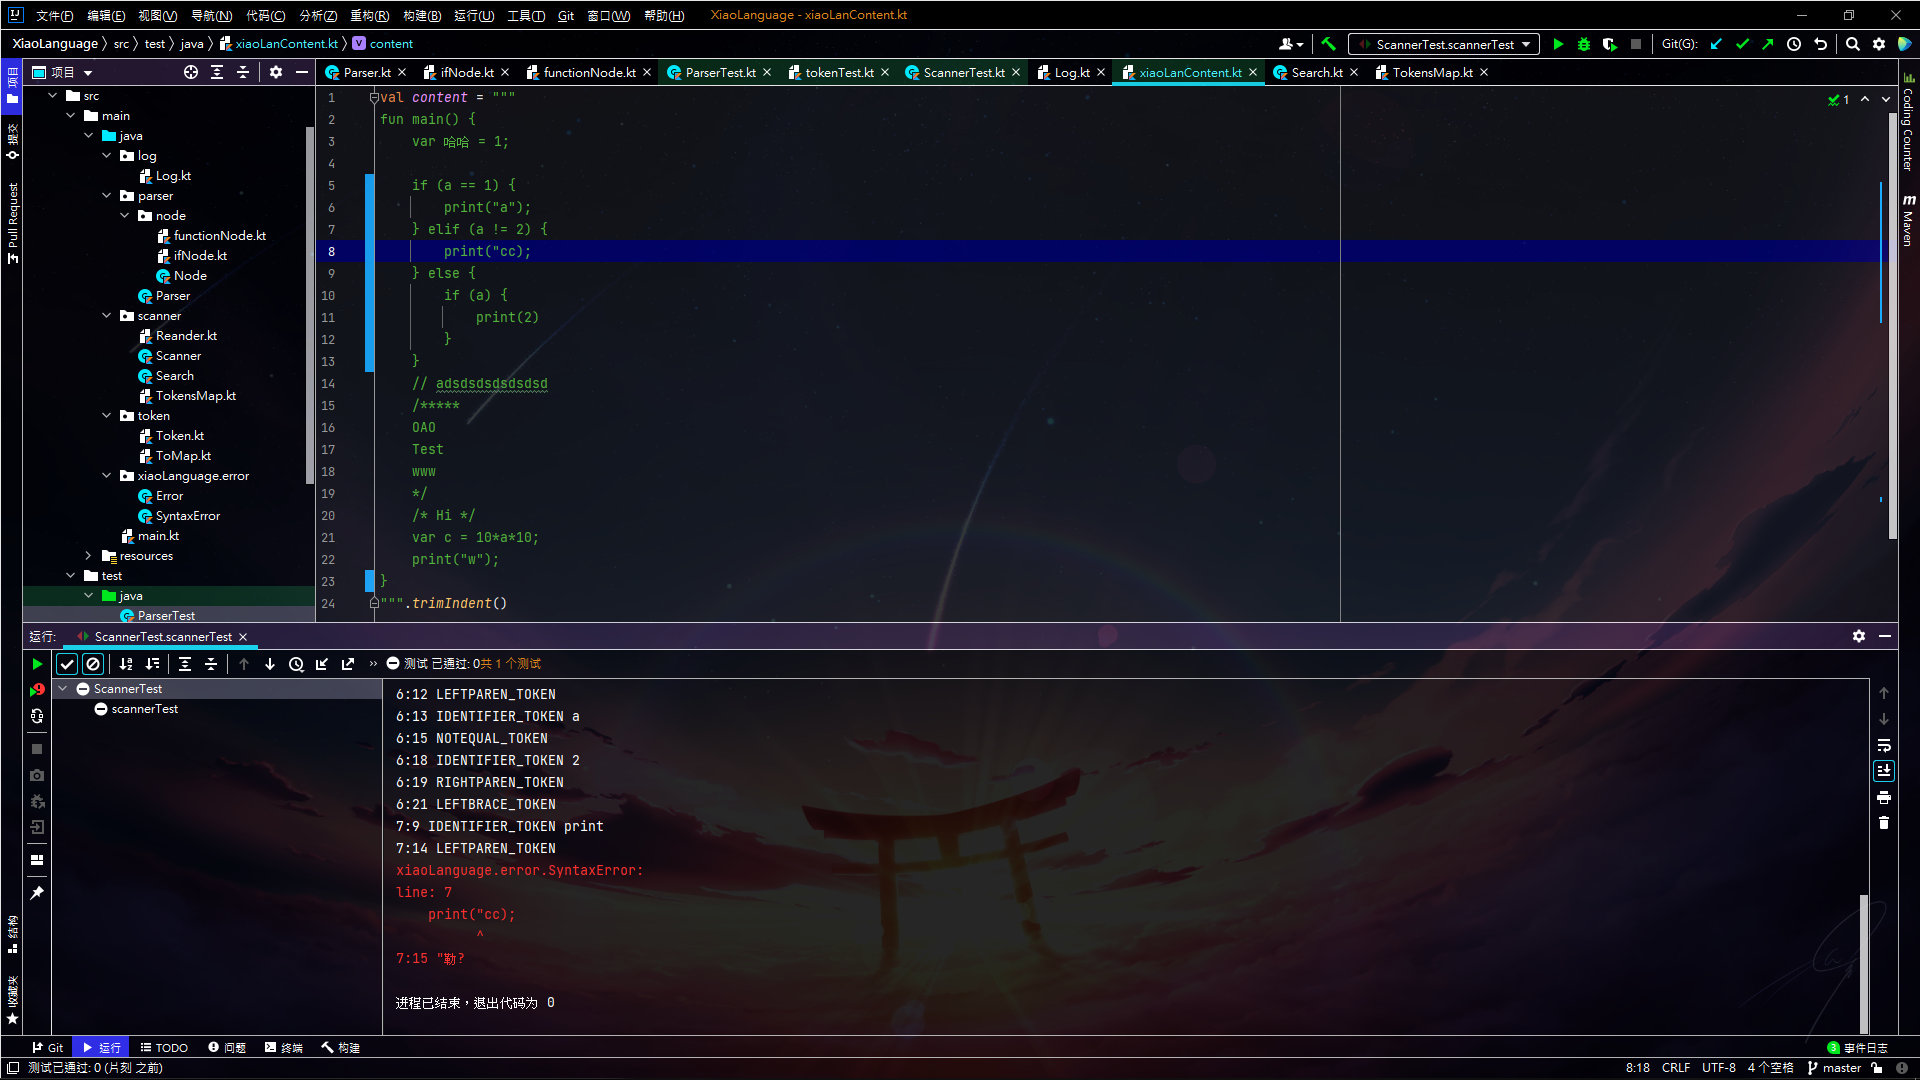 文件(F) 编辑(E) 视图(V) 导航(N) 代码(C) 分析(Z) 重构(R) 构建(B) 运行(U) 工具(T) Git 窗口(W) 帮助(H) XiaoLanguage - xiaoLanContent.kt
XiaoLanguage src test java xiaoLanContent.kt content ScannerTest.scannerTest Git(G):
项目
Parser.kt ifNode.kt functionNode.kt ParserTest.kt tokenTest.kt ScannerTest.kt Log.kt xiaoLanContent.kt Search.kt TokensMap.kt
项目
提交
Pull Request
src
main
java
log
Log.kt
parser
node
functionNode.kt
ifNode.kt
Node
Parser
scanner
Reander.kt
Scanner
Search
TokensMap.kt
token
Token.kt
ToMap.kt
xiaoLanguage.error
Error
SyntaxError
main.kt
resources
test
java
ParserTest
1 val content = """
2 fun main() {
3 var 哈哈 = 1;
4
5 if (a == 1) {
6 print("a");
7 } elif (a != 2) {
8 print("cc);
9 } else {
10 if (a) {
11 print(2)
12 }
13 }
14 // adsdsdsdsdsdsd
15 /*****
16 OAO
17 Test
18 www
19 */
20 /* Hi */
21 var c = 10*a*10;
22 print("w");
23 }
24 """.trimIndent()
1
Coding Counter
Maven
运行: ScannerTest.scannerTest
测试 已通过: 0共 1 个测试
ScannerTest
scannerTest
6:12 LEFTPAREN_TOKEN
6:13 IDENTIFIER_TOKEN a
6:15 NOTEQUAL_TOKEN
6:18 IDENTIFIER_TOKEN 2
6:19 RIGHTPAREN_TOKEN
6:21 LEFTBRACE_TOKEN
7:9 IDENTIFIER_TOKEN print
7:14 LEFTPAREN_TOKEN
xiaoLanguage.error.SyntaxError:
line: 7
print("cc);
^
7:15 "勒?
进程已结束，退出代码为 0
结构
收藏夹
Git 运行 TODO 问题 终端 构建 3 事件日志
测试已通过: 0 (片刻 之前) 8:18 CRLF UTF-8 4 个空格 master